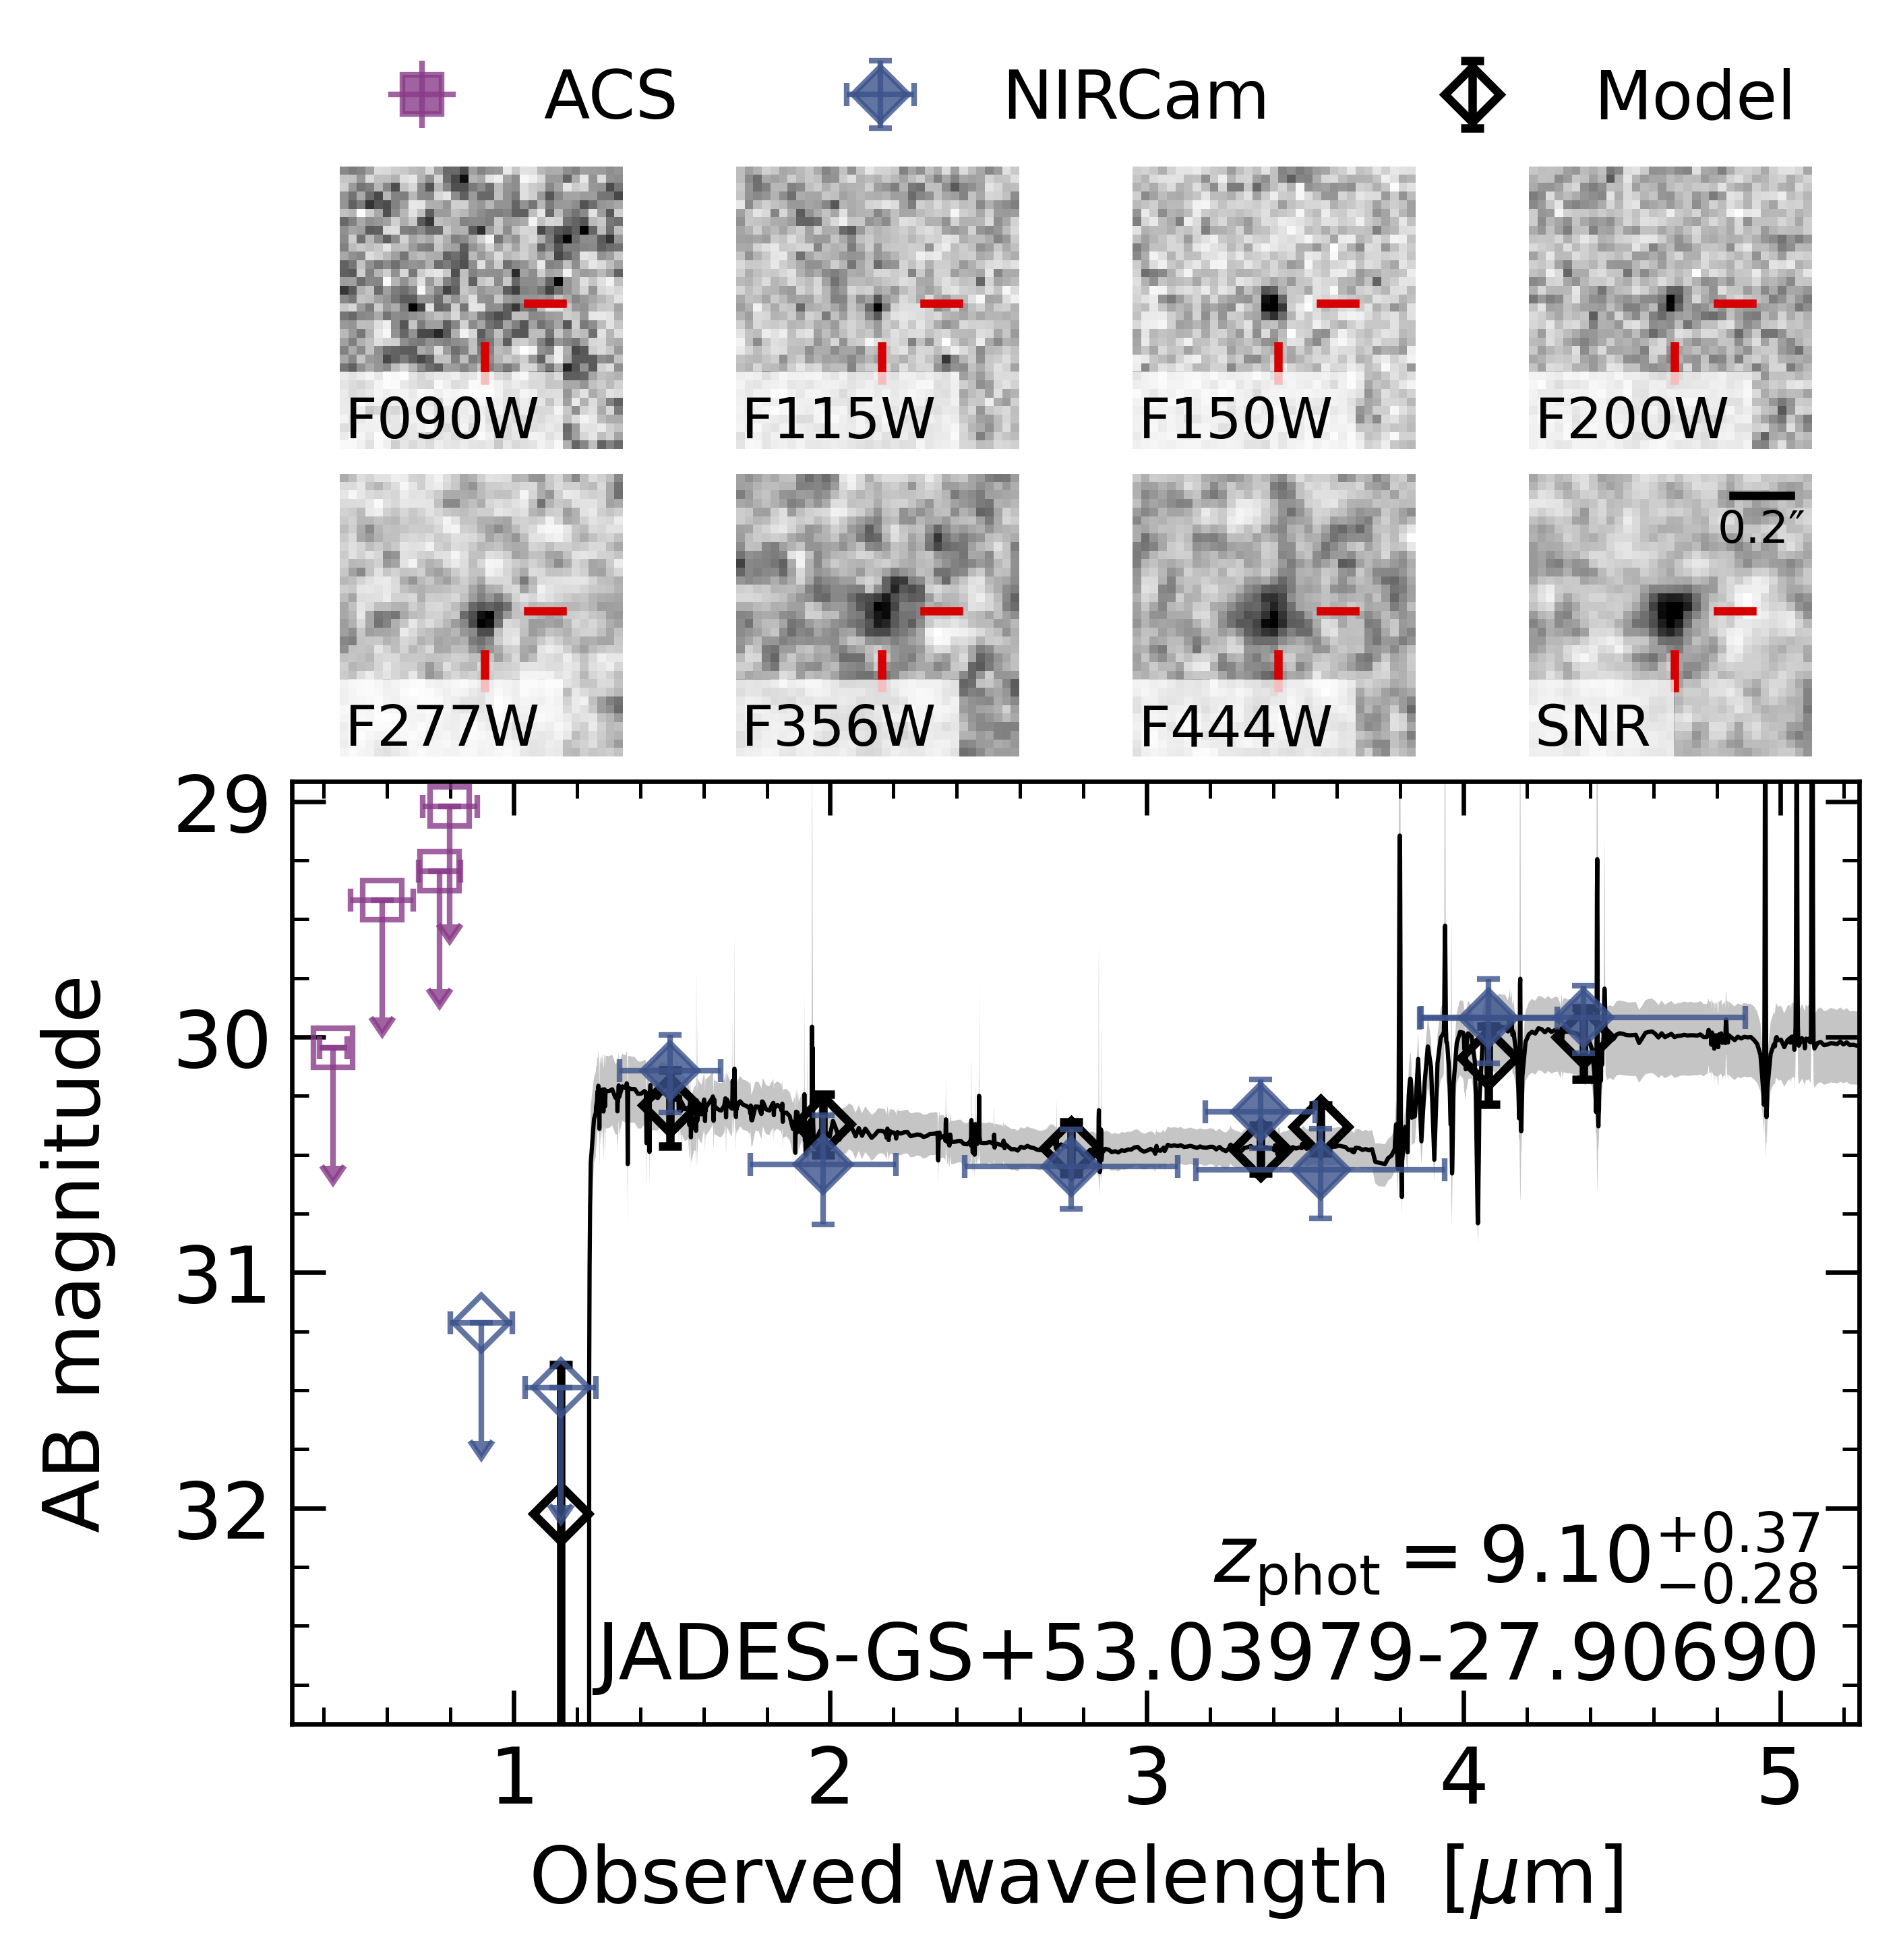 ACS NIRCam Model
F090W F115W F150W F200W
0.2″
F277W F356W F444W SNR
29
30
31
32
AB magnitude
z_phot = 9.10 +0.37 −0.28
JADES-GS+53.03979-27.90690
1 2 3 4 5
Observed wavelength [μm]